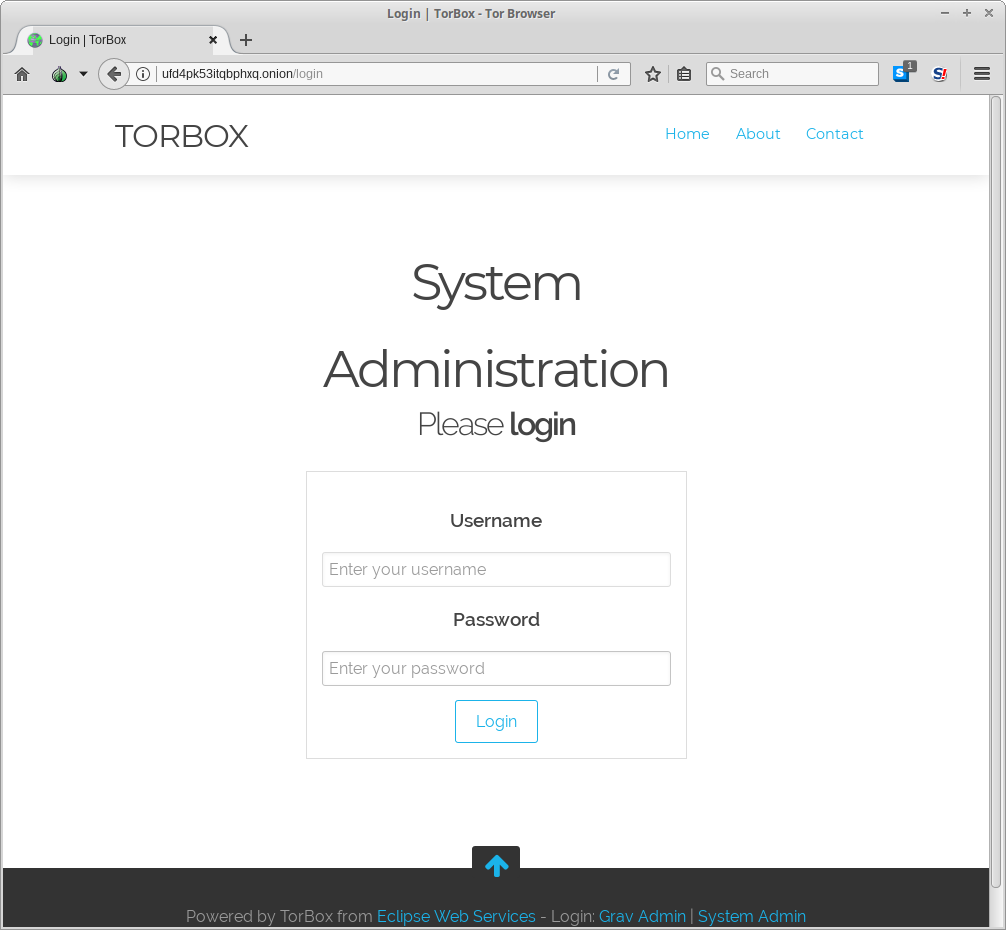 Login | TorBox - Tor Browser
Login | TorBox
ufd4pk53itqbphxq.onion/login
Search
S 1
S!
TORBOX
Home About Contact
System
Administration
Please login
Username
Enter your username
Password
Enter your password
Login
Powered by TorBox from Eclipse Web Services - Login: Grav Admin | System Admin